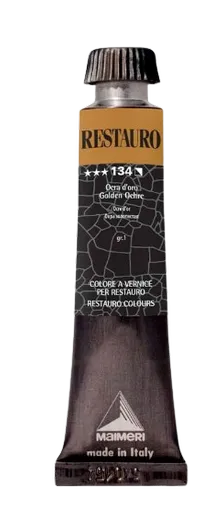 RESTAURO
★★★ 134
Ocra d'oro
Golden Ochre
gr.1
COLORE A VERNICE
PER RESTAURO
RESTAURO COLOURS
MAIMERI
made in Italy